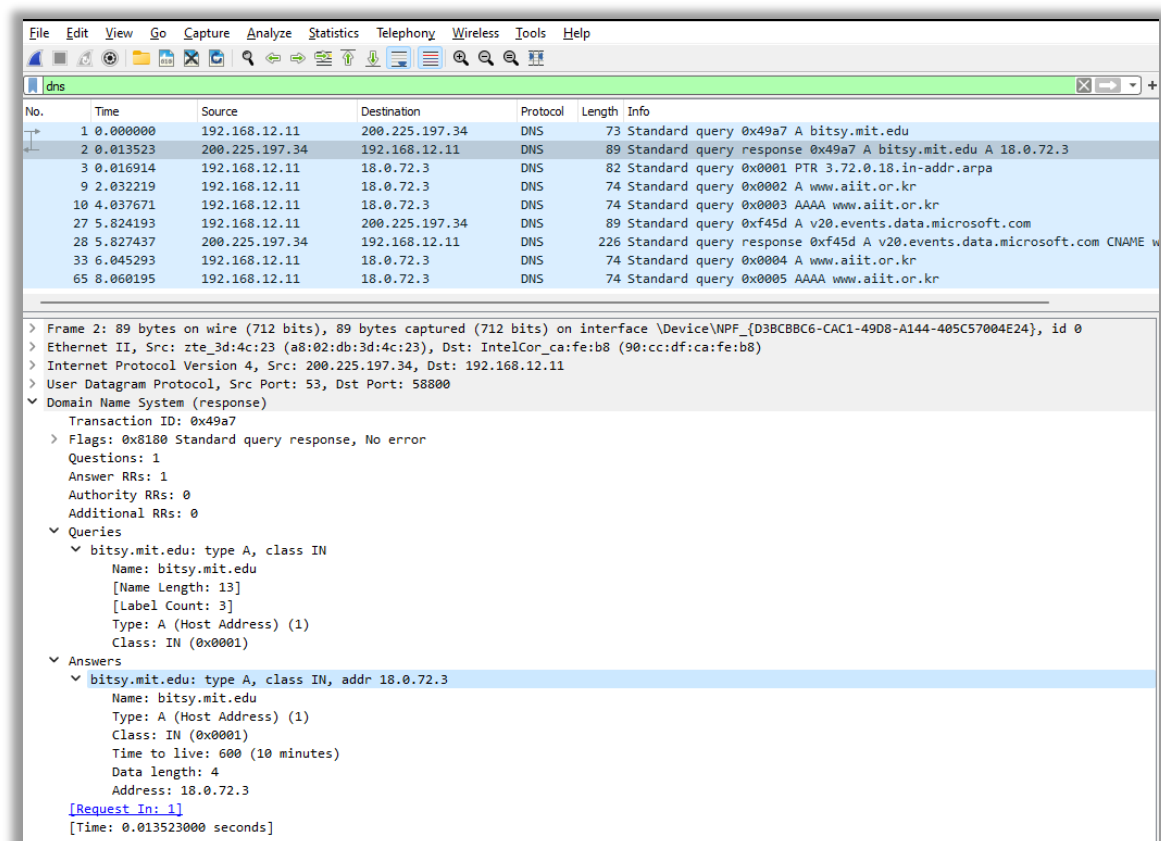 File Edit View Go Capture Analyze Statistics Telephony Wireless Tools Help
dns
No. Time Source Destination Protocol Length Info
1 0.000000 192.168.12.11 200.225.197.34 DNS 73 Standard query 0x49a7 A bitsy.mit.edu
2 0.013523 200.225.197.34 192.168.12.11 DNS 89 Standard query response 0x49a7 A bitsy.mit.edu A 18.0.72.3
3 0.016914 192.168.12.11 18.0.72.3 DNS 82 Standard query 0x0001 PTR 3.72.0.18.in-addr.arpa
9 2.032219 192.168.12.11 18.0.72.3 DNS 74 Standard query 0x0002 A www.aiit.or.kr
10 4.037671 192.168.12.11 18.0.72.3 DNS 74 Standard query 0x0003 AAAA www.aiit.or.kr
27 5.824193 192.168.12.11 200.225.197.34 DNS 89 Standard query 0xf45d A v20.events.data.microsoft.com
28 5.827437 200.225.197.34 192.168.12.11 DNS 226 Standard query response 0xf45d A v20.events.data.microsoft.com CNAME w
33 6.045293 192.168.12.11 18.0.72.3 DNS 74 Standard query 0x0004 A www.aiit.or.kr
65 8.060195 192.168.12.11 18.0.72.3 DNS 74 Standard query 0x0005 AAAA www.aiit.or.kr
Frame 2: 89 bytes on wire (712 bits), 89 bytes captured (712 bits) on interface \Device\NPF_{D3BCBBC6-CAC1-49D8-A144-405C57004E24}, id 0
Ethernet II, Src: zte_3d:4c:23 (a8:02:db:3d:4c:23), Dst: IntelCor_ca:fe:b8 (90:cc:df:ca:fe:b8)
Internet Protocol Version 4, Src: 200.225.197.34, Dst: 192.168.12.11
User Datagram Protocol, Src Port: 53, Dst Port: 58800
Domain Name System (response)
Transaction ID: 0x49a7
Flags: 0x8180 Standard query response, No error
Questions: 1
Answer RRs: 1
Authority RRs: 0
Additional RRs: 0
Queries
bitsy.mit.edu: type A, class IN
Name: bitsy.mit.edu
[Name Length: 13]
[Label Count: 3]
Type: A (Host Address) (1)
Class: IN (0x0001)
Answers
bitsy.mit.edu: type A, class IN, addr 18.0.72.3
Name: bitsy.mit.edu
Type: A (Host Address) (1)
Class: IN (0x0001)
Time to live: 600 (10 minutes)
Data length: 4
Address: 18.0.72.3
[Request In: 1]
[Time: 0.013523000 seconds]